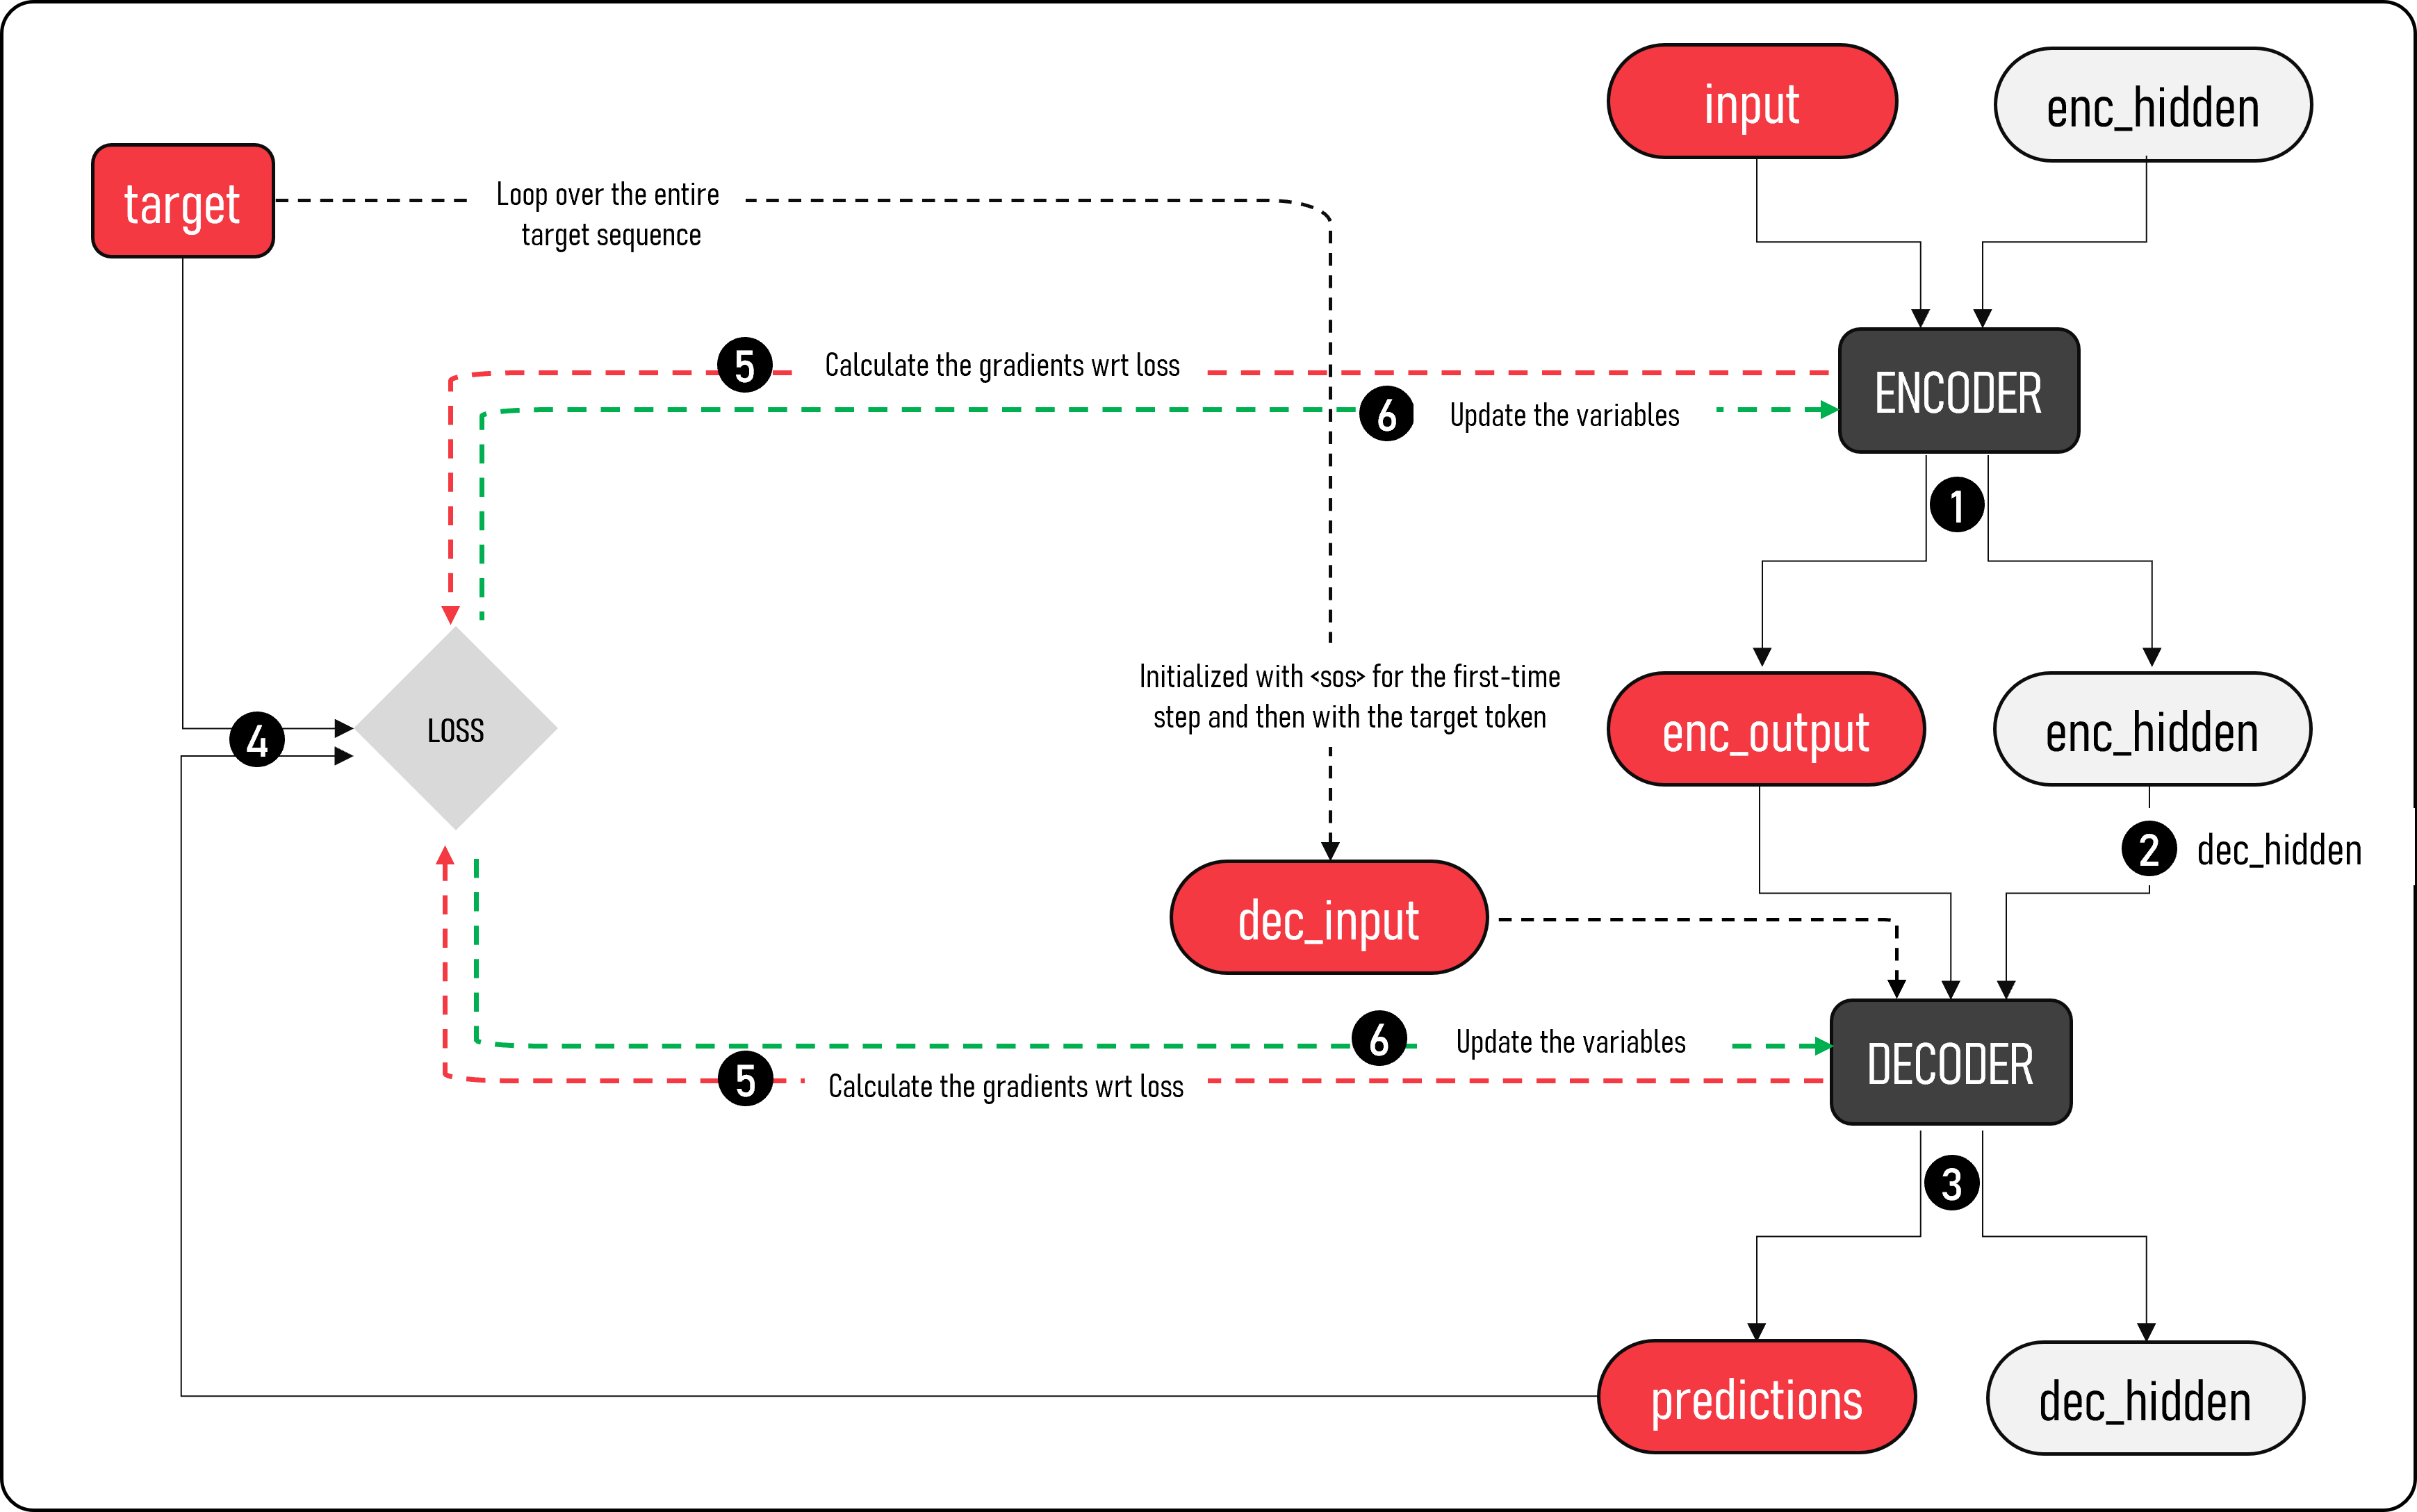 input
enc_hidden
target
Loop over the entire
target sequence
5
Calculate the gradients wrt loss
6
Update the variables
ENCODER
1
Initialized with <sos> for the first-time
step and then with the target token
enc_output
enc_hidden
4
LOSS
2
dec_hidden
dec_input
6
Update the variables
DECODER
5
Calculate the gradients wrt loss
3
predictions
dec_hidden